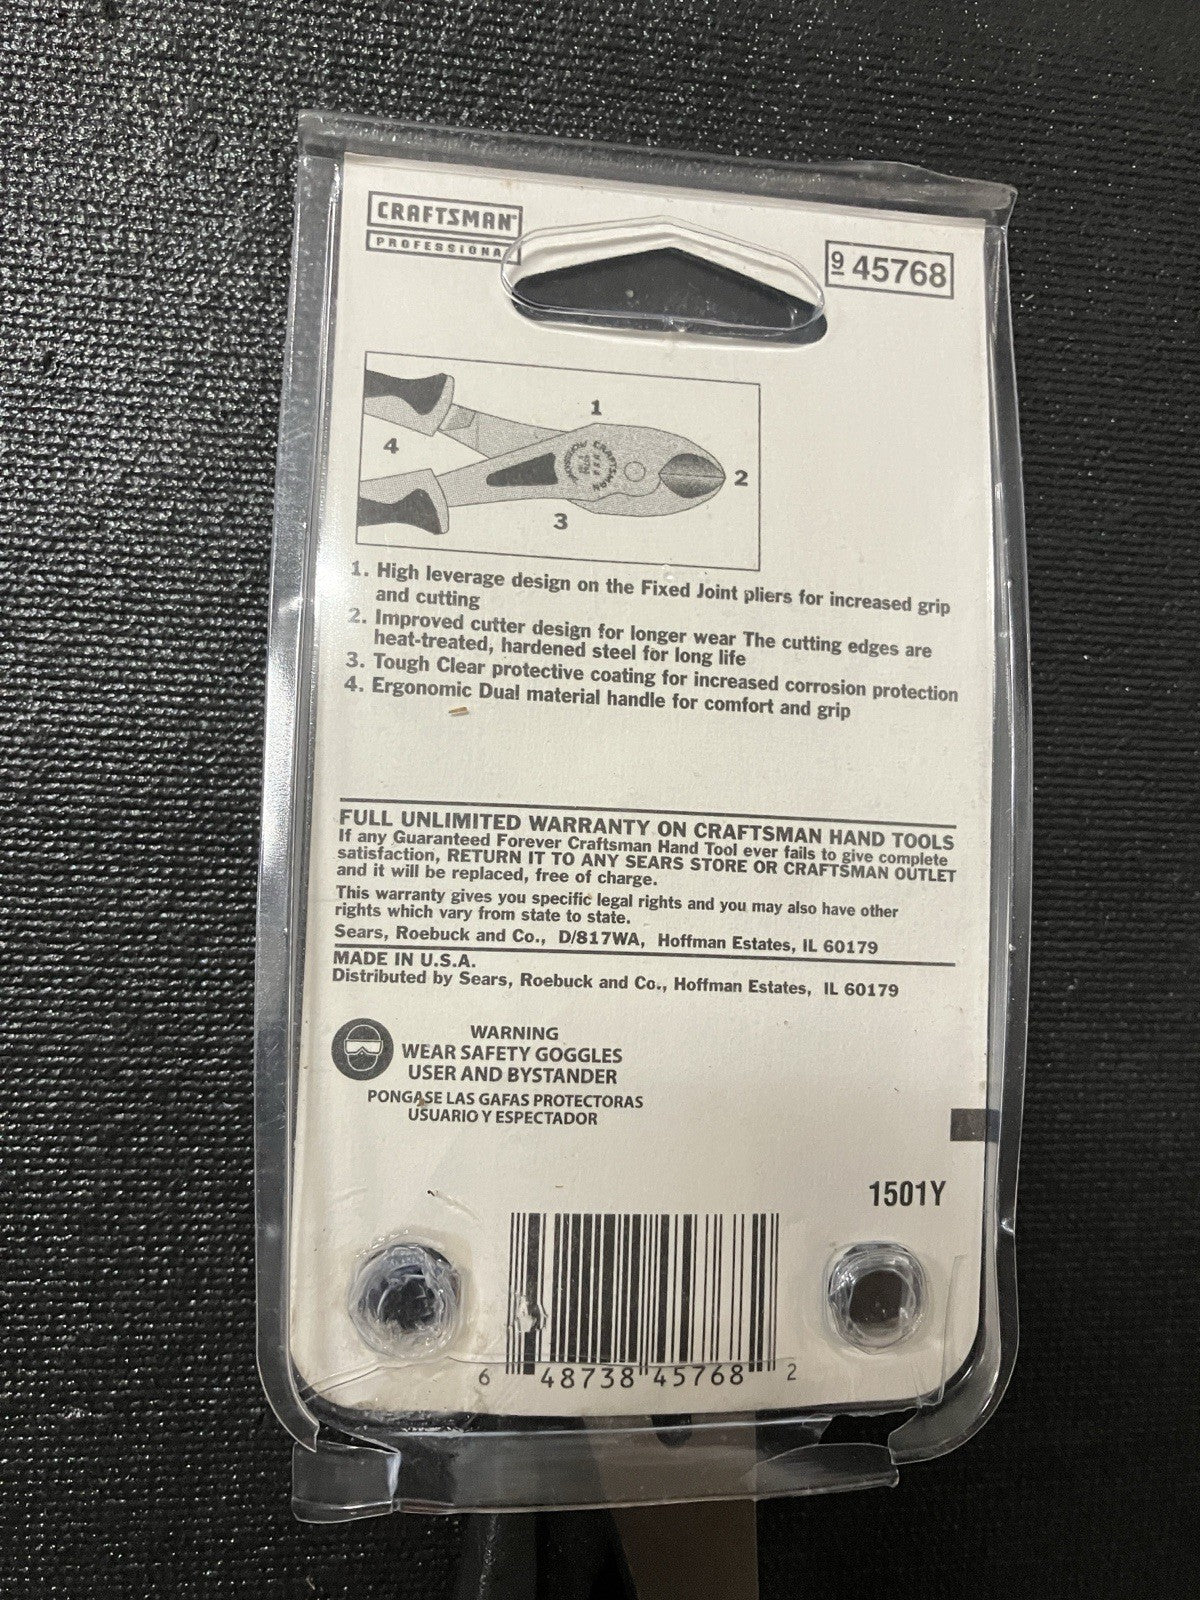 CRAFTSMAN
PROFESSIONAL
9 45768
1
4
2
3
1. High leverage design on the Fixed Joint pliers for increased grip
and cutting
2. Improved cutter design for longer wear The cutting edges are
heat-treated, hardened steel for long life
3. Tough Clear protective coating for increased corrosion protection
4. Ergonomic Dual material handle for comfort and grip
FULL UNLIMITED WARRANTY ON CRAFTSMAN HAND TOOLS
If any Guaranteed Forever Craftsman Hand Tool ever fails to give complete
satisfaction, RETURN IT TO ANY SEARS STORE OR CRAFTSMAN OUTLET
and it will be replaced, free of charge.
This warranty gives you specific legal rights and you may also have other
rights which vary from state to state.
Sears, Roebuck and Co., D/817WA, Hoffman Estates, IL 60179
MADE IN U.S.A.
Distributed by Sears, Roebuck and Co., Hoffman Estates, IL 60179
WARNING
WEAR SAFETY GOGGLES
USER AND BYSTANDER
PONGASE LAS GAFAS PROTECTORAS
USUARIO Y ESPECTADOR
1501Y
6 48738 45768 2